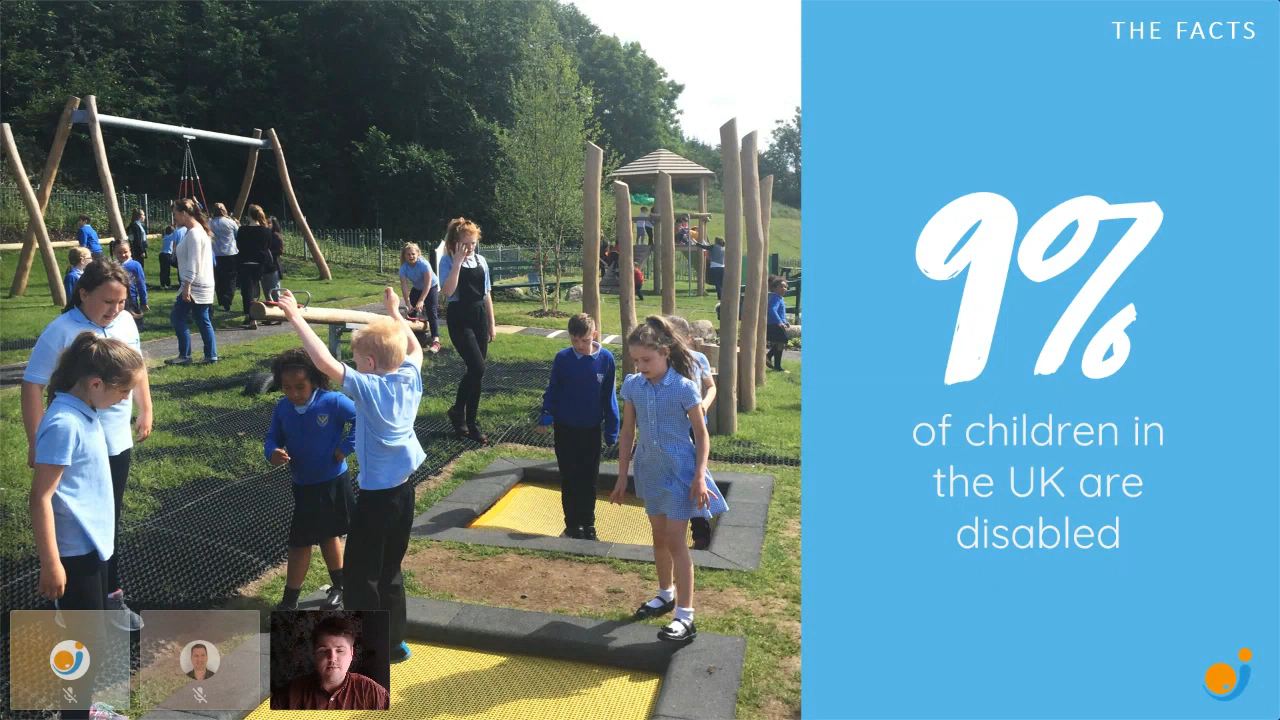 THE FACTS
9%
of children in
the UK are
disabled